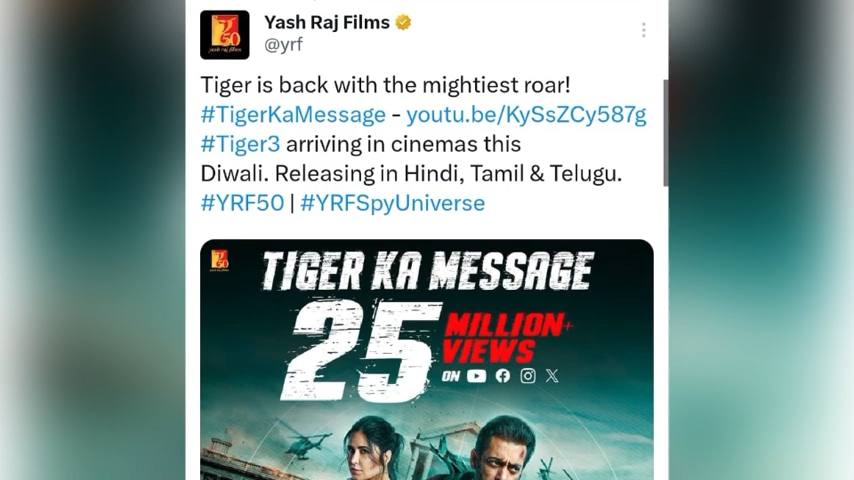 Yash Raj Films
@yrf
Tiger is back with the mightiest roar!
#TigerKaMessage - youtu.be/KySsZCy587g
#Tiger3 arriving in cinemas this
Diwali. Releasing in Hindi, Tamil & Telugu.
#YRF50 | #YRFSpyUniverse
TIGER KA MESSAGE
25 MILLION+
VIEWS
ON